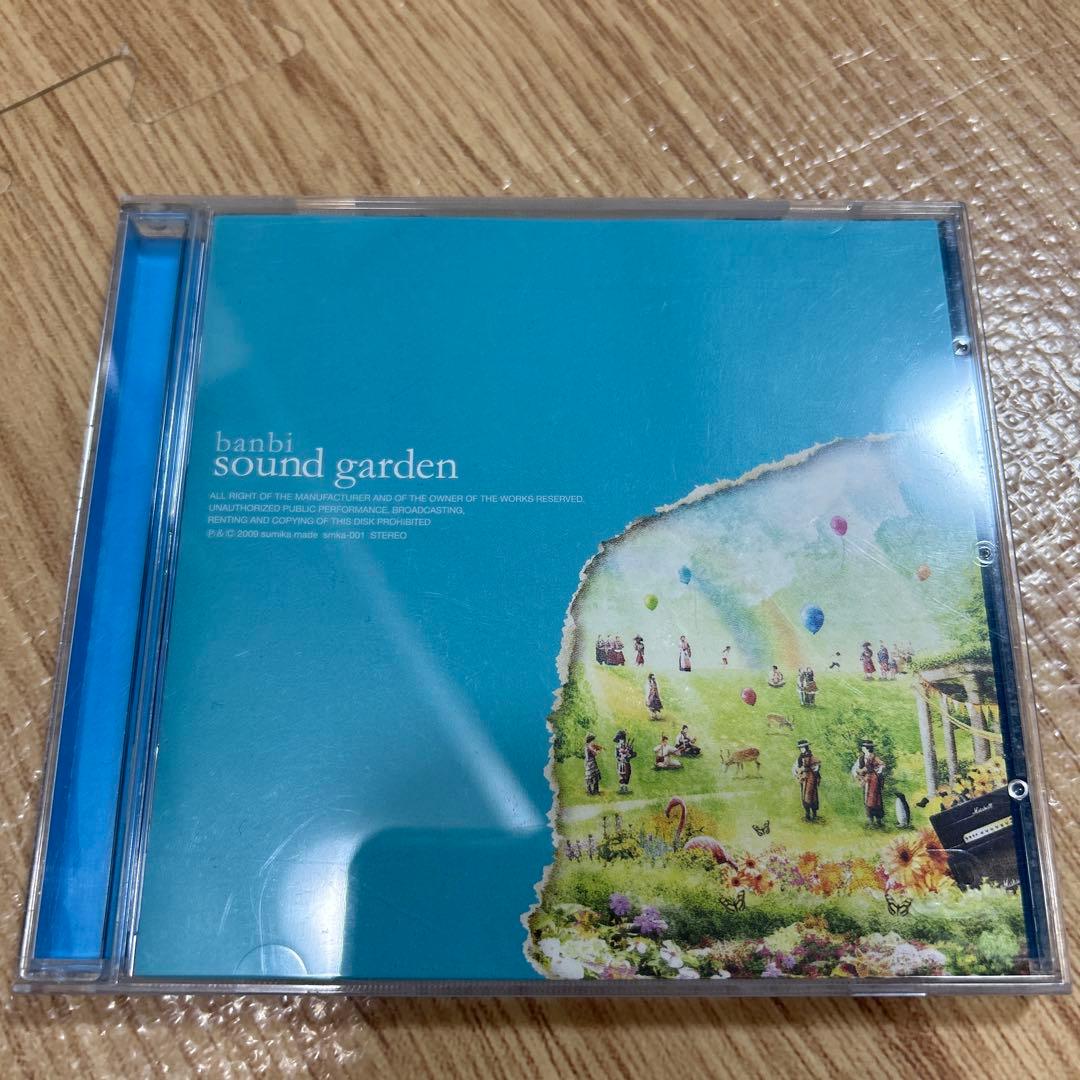 banbi
sound garden
ALL RIGHT OF THE MANUFACTURER AND OF THE OWNER OF THE WORKS RESERVED.
UNAUTHORIZED PUBLIC PERFORMANCE, BROADCASTING,
RENTING AND COPYING OF THIS DISK PROHIBITED
Ⓟ & Ⓒ 2009 sumika made smka-001 STEREO
Marshall